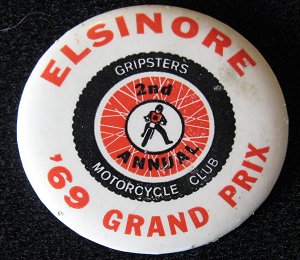 ELSINORE
GRIPSTERS
2nd
ANNUAL
MOTORCYCLE CLUB
'69 GRAND PRIX